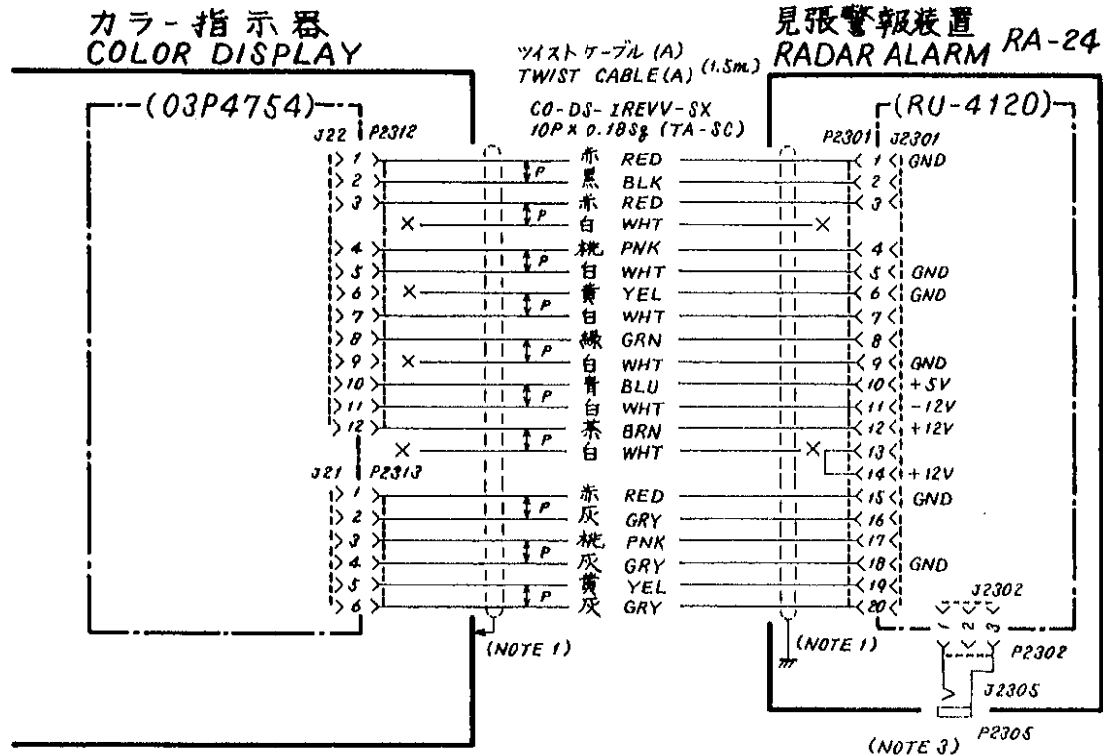 カラー指示器
COLOR DISPLAY
見張警報装置
RADAR ALARM RA-24
ツイストケーブル (A)
TWIST CABLE(A) (1.5m)
CO-DS-IREVV-SX
10P x 0.18Sq (TA-SC)
(03P4754)
(RU-4120)
J22 P2312
P2301 J2301
1 P 赤 RED 1 GND
2 黒 BLK 2
3 P 赤 RED 3
× 白 WHT ×
4 P 桃 PNK 4
5 白 WHT 5 GND
6 × P 黄 YEL 6 GND
7 白 WHT 7
8 P 緑 GRN 8
9 × 白 WHT 9 GND
10 P 青 BLU 10 +5V
11 白 WHT 11 -12V
12 P 茶 BRN 12 +12V
× 白 WHT × 13
14 +12V
J21 P2313
1 P 赤 RED 15 GND
2 灰 GRY 16
3 P 桃 PNK 17
4 灰 GRY 18 GND
5 P 黄 YEL 19
6 灰 GRY 20
J2302
1 2 3
P2302
(NOTE 1)
(NOTE 1)
J2305
P2305
(NOTE 3)